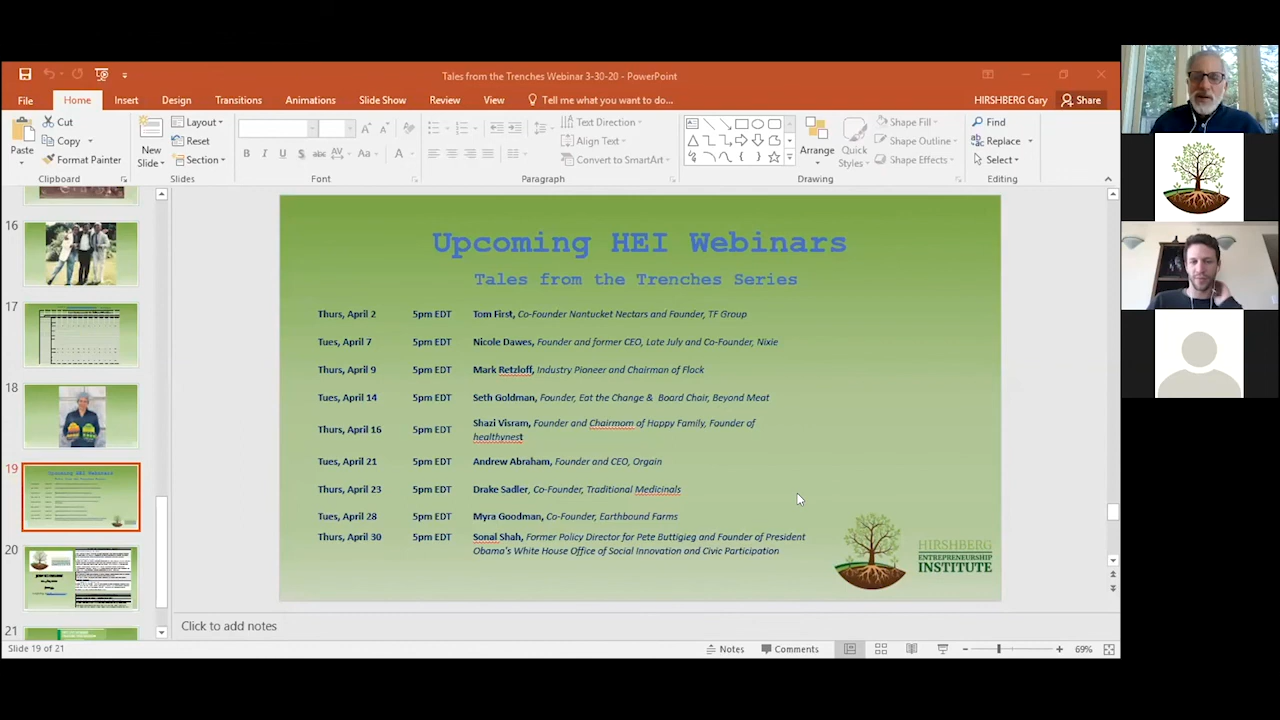 Tales from the Trenches Webinar 3-30-20 - PowerPoint
File Home Insert Design Transitions Animations Slide Show Review View Tell me what you want to do... HIRSHBERG Gary Share
Paste
Cut
Copy
Format Painter
Clipboard
New
Slide
Layout
Reset
Section
Slides
B I U S abc AV Aa A
Font
Text Direction
Align Text
Convert to SmartArt
Paragraph
Arrange
Quick
Styles
Shape Fill
Shape Outline
Shape Effects
Drawing
Find
Replace
Select
Editing
16
17
18
19
20
21
Upcoming HEI Webinars
Tales from the Trenches Series
Thurs, April 2 5pm EDT Tom First, Co-Founder Nantucket Nectars and Founder, TF Group
Tues, April 7 5pm EDT Nicole Dawes, Founder and former CEO, Late July and Co-Founder, Nixie
Thurs, April 9 5pm EDT Mark Retzloff, Industry Pioneer and Chairman of Flock
Tues, April 14 5pm EDT Seth Goldman, Founder, Eat the Change & Board Chair, Beyond Meat
Thurs, April 16 5pm EDT Shazi Visram, Founder and Chairmom of Happy Family, Founder of
healthynest
Tues, April 21 5pm EDT Andrew Abraham, Founder and CEO, Orgain
Thurs, April 23 5pm EDT Drake Sadler, Co-Founder, Traditional Medicinals
Tues, April 28 5pm EDT Myra Goodman, Co-Founder, Earthbound Farms
Thurs, April 30 5pm EDT Sonal Shah, Former Policy Director for Pete Buttigieg and Founder of President
Obama's White House Office of Social Innovation and Civic Participation
HIRSHBERG
ENTREPRENEURSHIP
INSTITUTE
Click to add notes
Slide 19 of 21 Notes Comments 69%